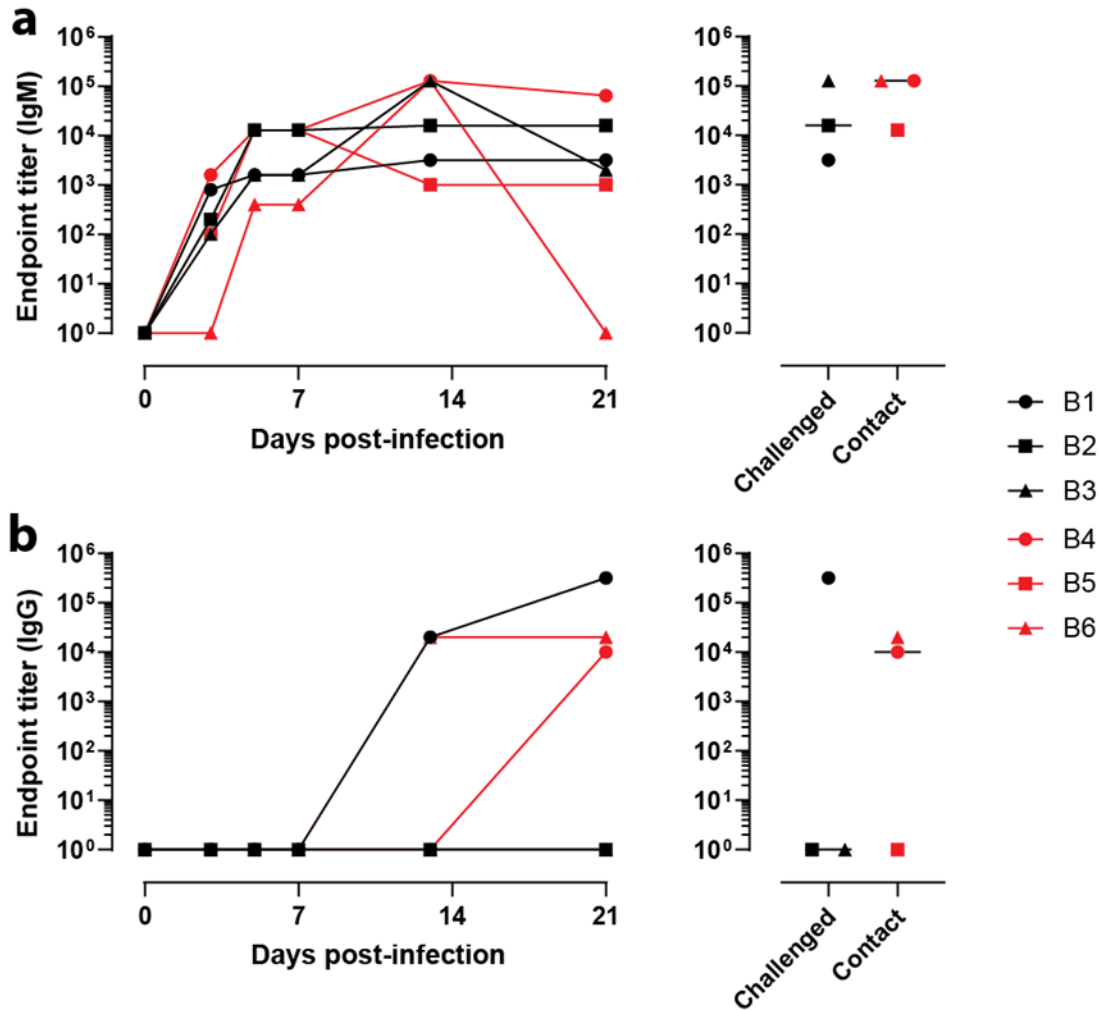 a
Endpoint titer (IgM)
10⁶
10⁵
10⁴
10³
10²
10¹
10⁰
0 7 14 21
Days post-infection
10⁶
10⁵
10⁴
10³
10²
10¹
10⁰
Challenged
Contact
B1
B2
B3
B4
B5
B6
b
Endpoint titer (IgG)
10⁶
10⁵
10⁴
10³
10²
10¹
10⁰
0 7 14 21
Days post-infection
10⁶
10⁵
10⁴
10³
10²
10¹
10⁰
Challenged
Contact